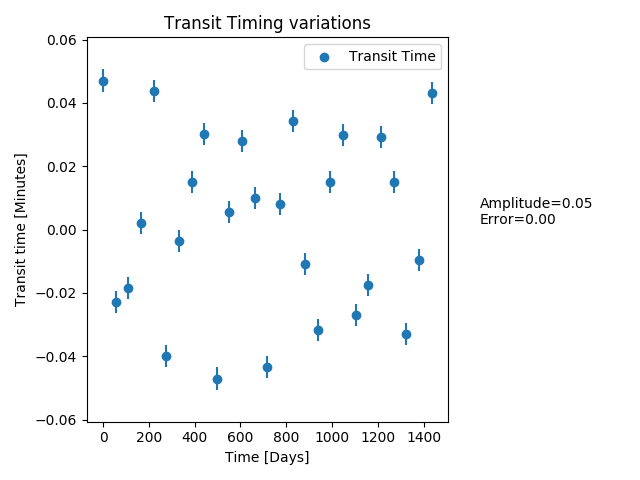 Transit Timing variations
Transit Time
0.06
0.04
0.02
0.00
−0.02
−0.04
−0.06
Transit time [Minutes]
0 200 400 600 800 1000 1200 1400
Time [Days]
Amplitude=0.05
Error=0.00